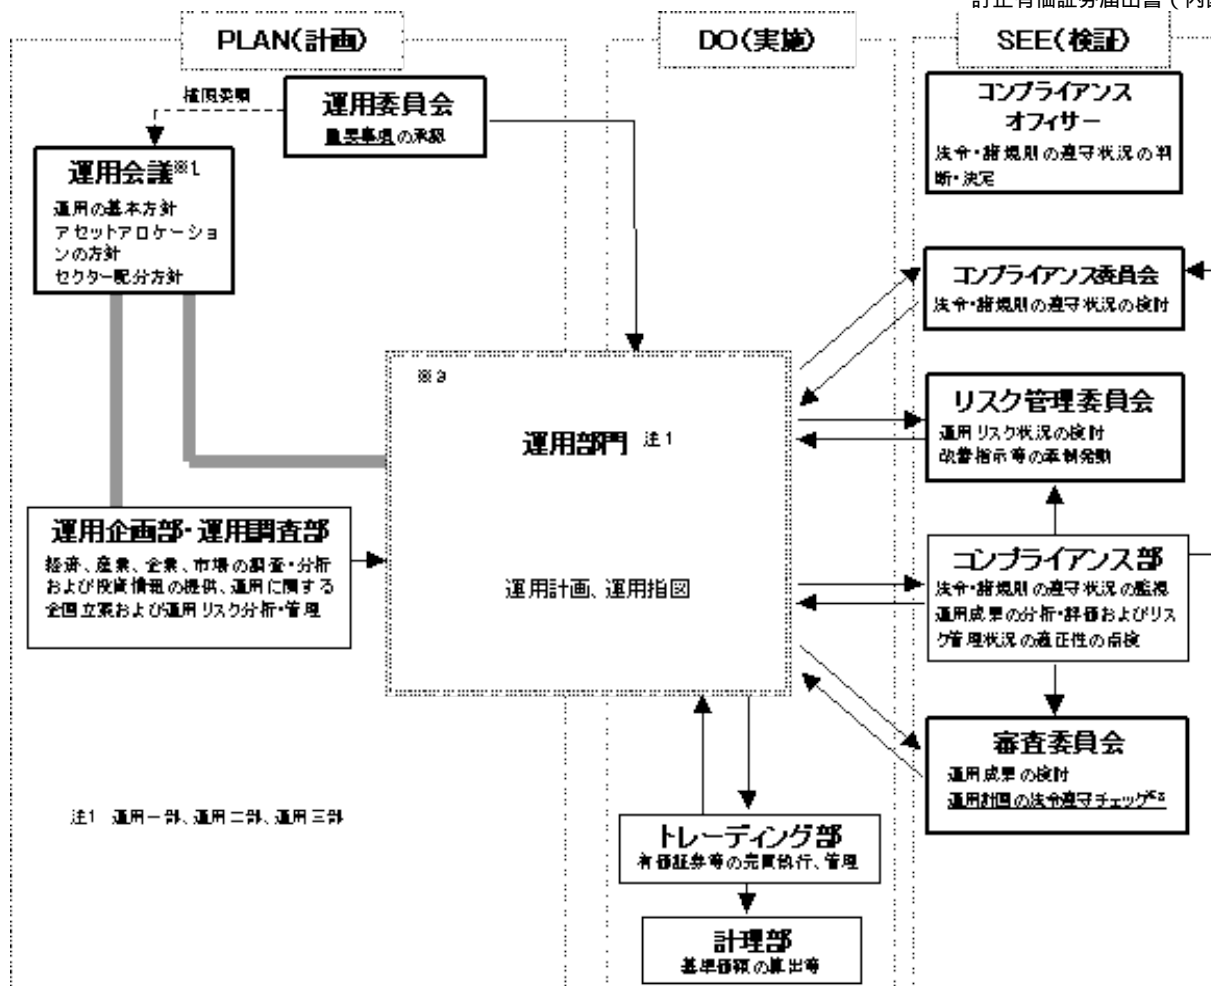 訂正有価証券届出書（内
PLAN(計画)
DO(実施)
SEE(検証)
権限委譲
運用委員会
重要事項の承認
運用会議※1
運用の基本方針
アセットアロケーショ
ンの方針
セクター配分方針
コンプライアンス
オフィサー
法令・諸規則の遵守状況の判
断・決定
コンプライアンス委員会
法令・諸規則の遵守状況の検討
※3
運用部門 注1
運用計画、運用指図
リスク管理委員会
運用リスク状況の検討
改善指示等の牽制発動
運用企画部・運用調査部
経済、産業、企業、市場の調査・分析
および投資情報の提供、運用に関する
企画立案および運用リスク分析・管理
コンプライアンス部
法令・諸規則の遵守状況の監視
運用成果の分析・評価およびリス
ク管理状況の適正性の点検
審査委員会
運用成果の検討
運用計画の法令遵守チェック※2
注1 運用一部、運用二部、運用三部
トレーディング部
有価証券等の売買執行、管理
計理部
基準価額の算出等